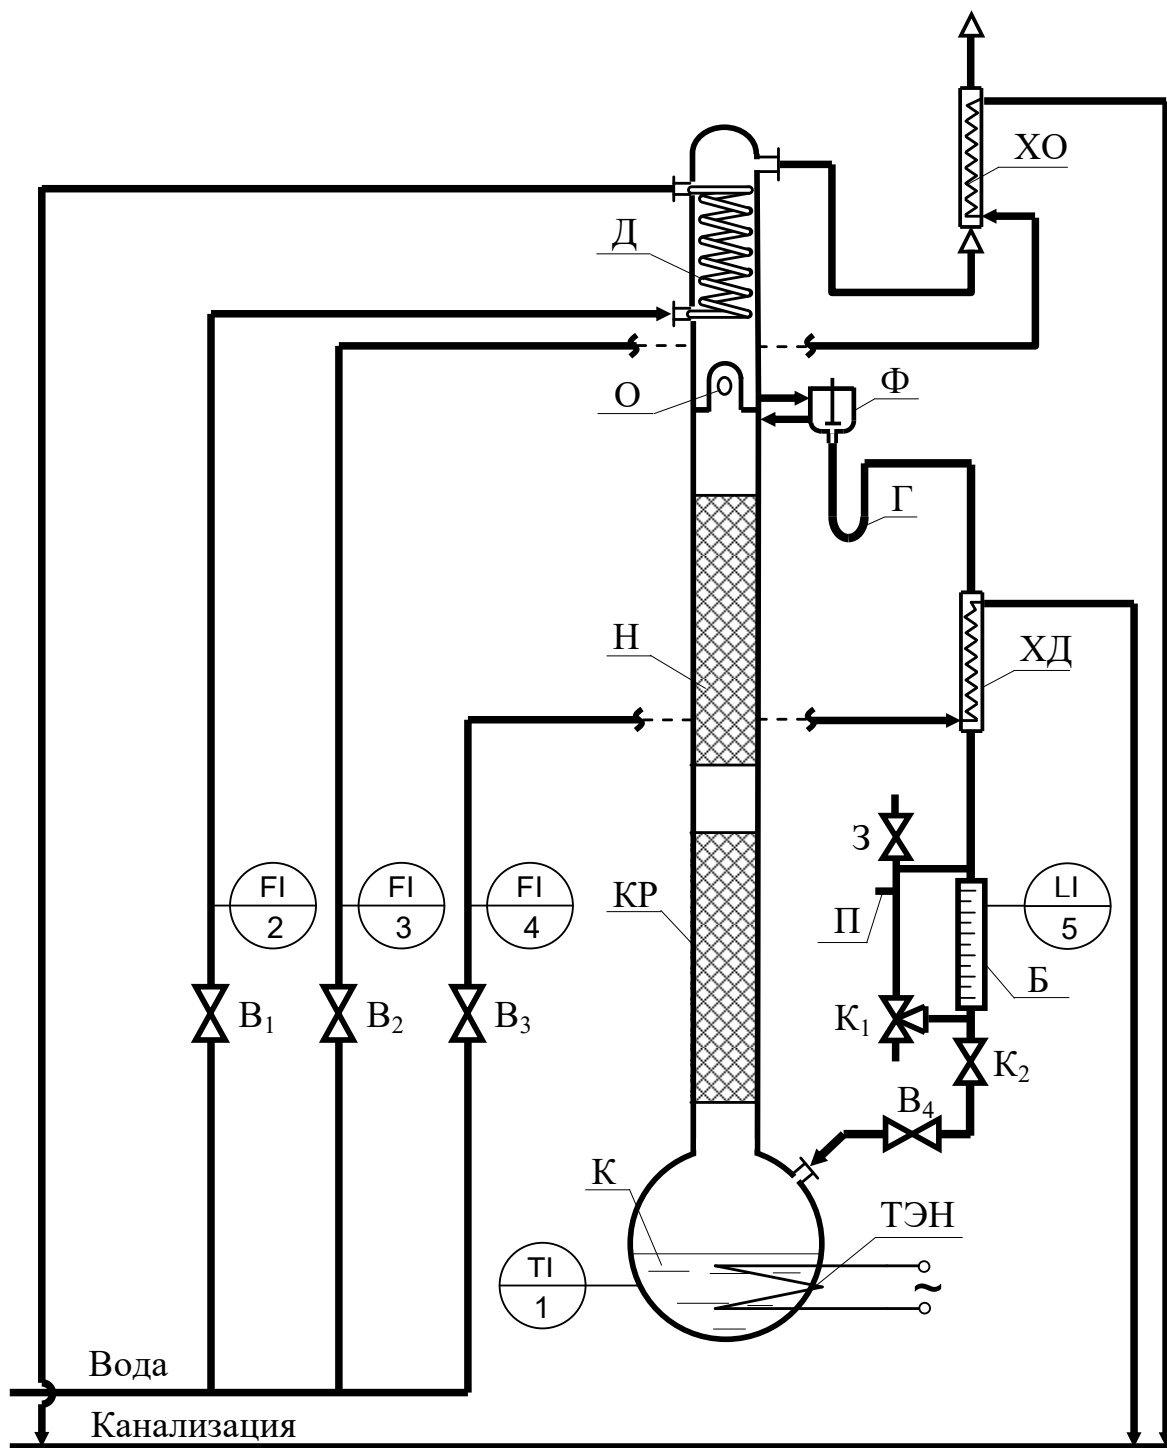 ХО
Д
О
Ф
Г
Н
ХД
З
FI
2
FI
3
FI
4
КР
П
LI
5
Б
В1
В2
В3
К1
К2
В4
К
ТЭН
TI
1
~
Вода
Канализация